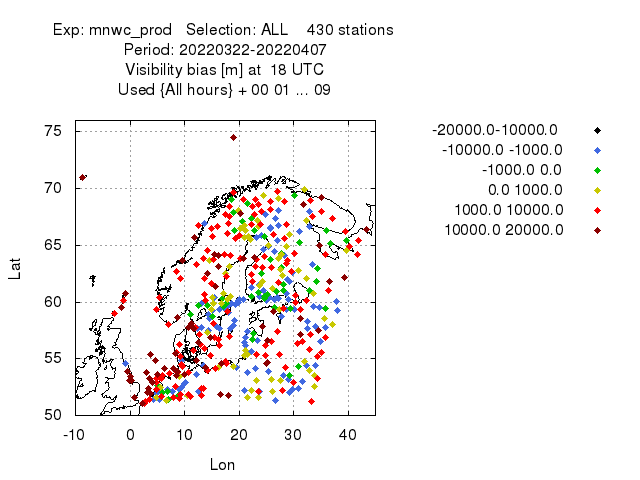 Exp: mnwc_prod   Selection: ALL    430 stations
Period: 20220322-20220407
Visibility bias [m] at  18 UTC
Used {All hours} + 00 01 ... 09
-20000.0-10000.0
-10000.0 -1000.0
-1000.0 0.0
0.0 1000.0
1000.0 10000.0
10000.0 20000.0
Lat
75
70
65
60
55
50
-10 0 10 20 30 40
Lon